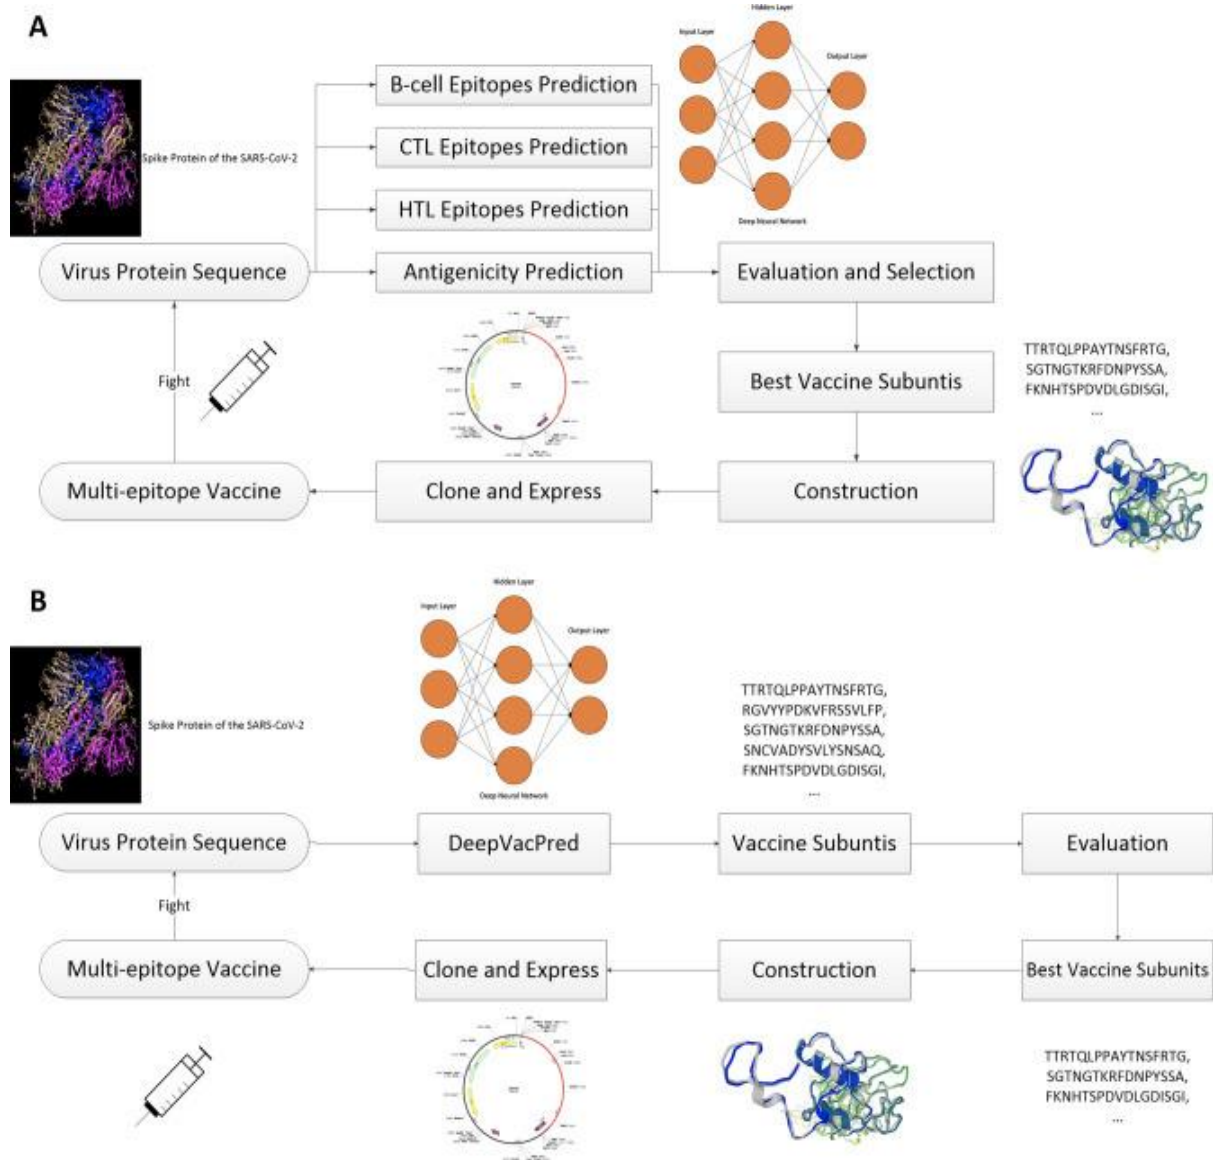 A
Hidden Layer
Input Layer
Output Layer
B-cell Epitopes Prediction
CTL Epitopes Prediction
Spike Protein of the SARS-CoV-2
HTL Epitopes Prediction
Deep Neural Network
Virus Protein Sequence
Antigenicity Prediction
Evaluation and Selection
TTRTQLPPAYTNSFRTG,
SGTNGTKRFDNPYSSA,
FKNHTSPDVDLGDISGI,
...
Fight
Best Vaccine Subuntis
Multi-epitope Vaccine
Clone and Express
Construction
B
Hidden Layer
Input Layer
Output Layer
Spike Protein of the SARS-CoV-2
Deep Neural Network
TTRTQLPPAYTNSFRTG,
RGVYYPDKVFRSSVLFP,
SGTNGTKRFDNPYSSA,
SNCVADYSVLYSNSAQ,
FKNHTSPDVDLGDISGI,
...
Virus Protein Sequence
DeepVacPred
Vaccine Subuntis
Evaluation
Fight
Multi-epitope Vaccine
Clone and Express
Construction
Best Vaccine Subunits
TTRTQLPPAYTNSFRTG,
SGTNGTKRFDNPYSSA,
FKNHTSPDVDLGDISGI,
...